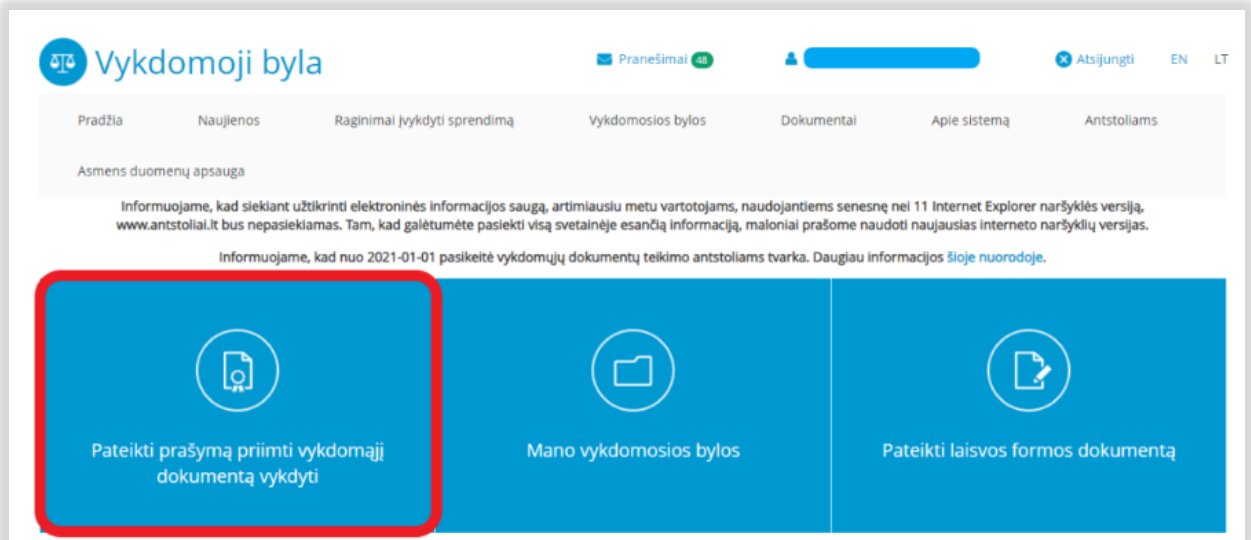 Vykdomoji byla
Pranešimai 48
Atsijungti
EN
LT
Pradžia
Naujienos
Raginimai įvykdyti sprendimą
Vykdomosios bylos
Dokumentai
Apie sistemą
Antstoliams
Asmens duomenų apsauga
Informuojame, kad siekiant užtikrinti elektroninės informacijos saugą, artimiausiu metu vartotojams, naudojantiems senesnę nei 11 Internet Explorer naršyklės versiją,
www.antstoliai.lt bus nepasiekiamas. Tam, kad galėtumėte pasiekti visą svetainėje esančią informaciją, maloniai prašome naudoti naujausias interneto naršyklių versijas.
Informuojame, kad nuo 2021-01-01 pasikeitė vykdomųjų dokumentų teikimo antstoliams tvarka. Daugiau informacijos šioje nuorodoje.
Pateikti prašymą priimti vykdomąjį
dokumentą vykdyti
Mano vykdomosios bylos
Pateikti laisvos formos dokumentą